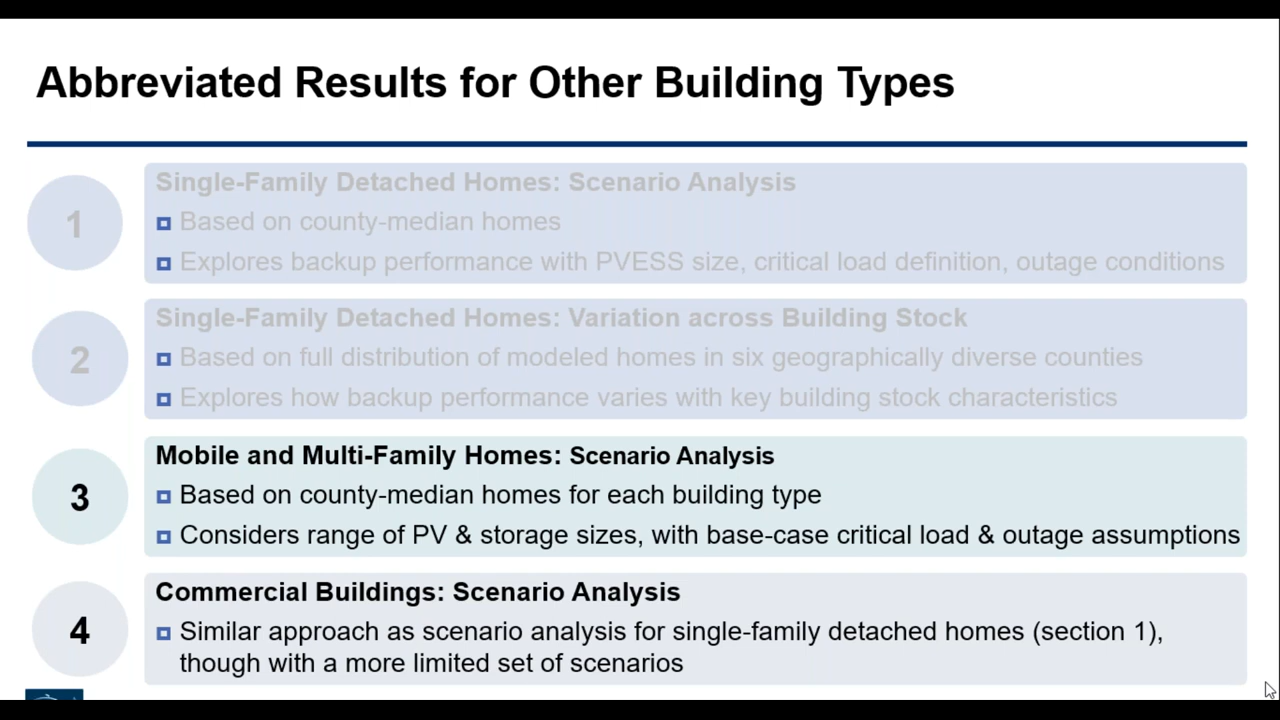 Abbreviated Results for Other Building Types
1
Single-Family Detached Homes: Scenario Analysis
Based on county-median homes
Explores backup performance with PVESS size, critical load definition, outage conditions
2
Single-Family Detached Homes: Variation across Building Stock
Based on full distribution of modeled homes in six geographically diverse counties
Explores how backup performance varies with key building stock characteristics
3
Mobile and Multi-Family Homes: Scenario Analysis
Based on county-median homes for each building type
Considers range of PV & storage sizes, with base-case critical load & outage assumptions
4
Commercial Buildings: Scenario Analysis
Similar approach as scenario analysis for single-family detached homes (section 1),
though with a more limited set of scenarios